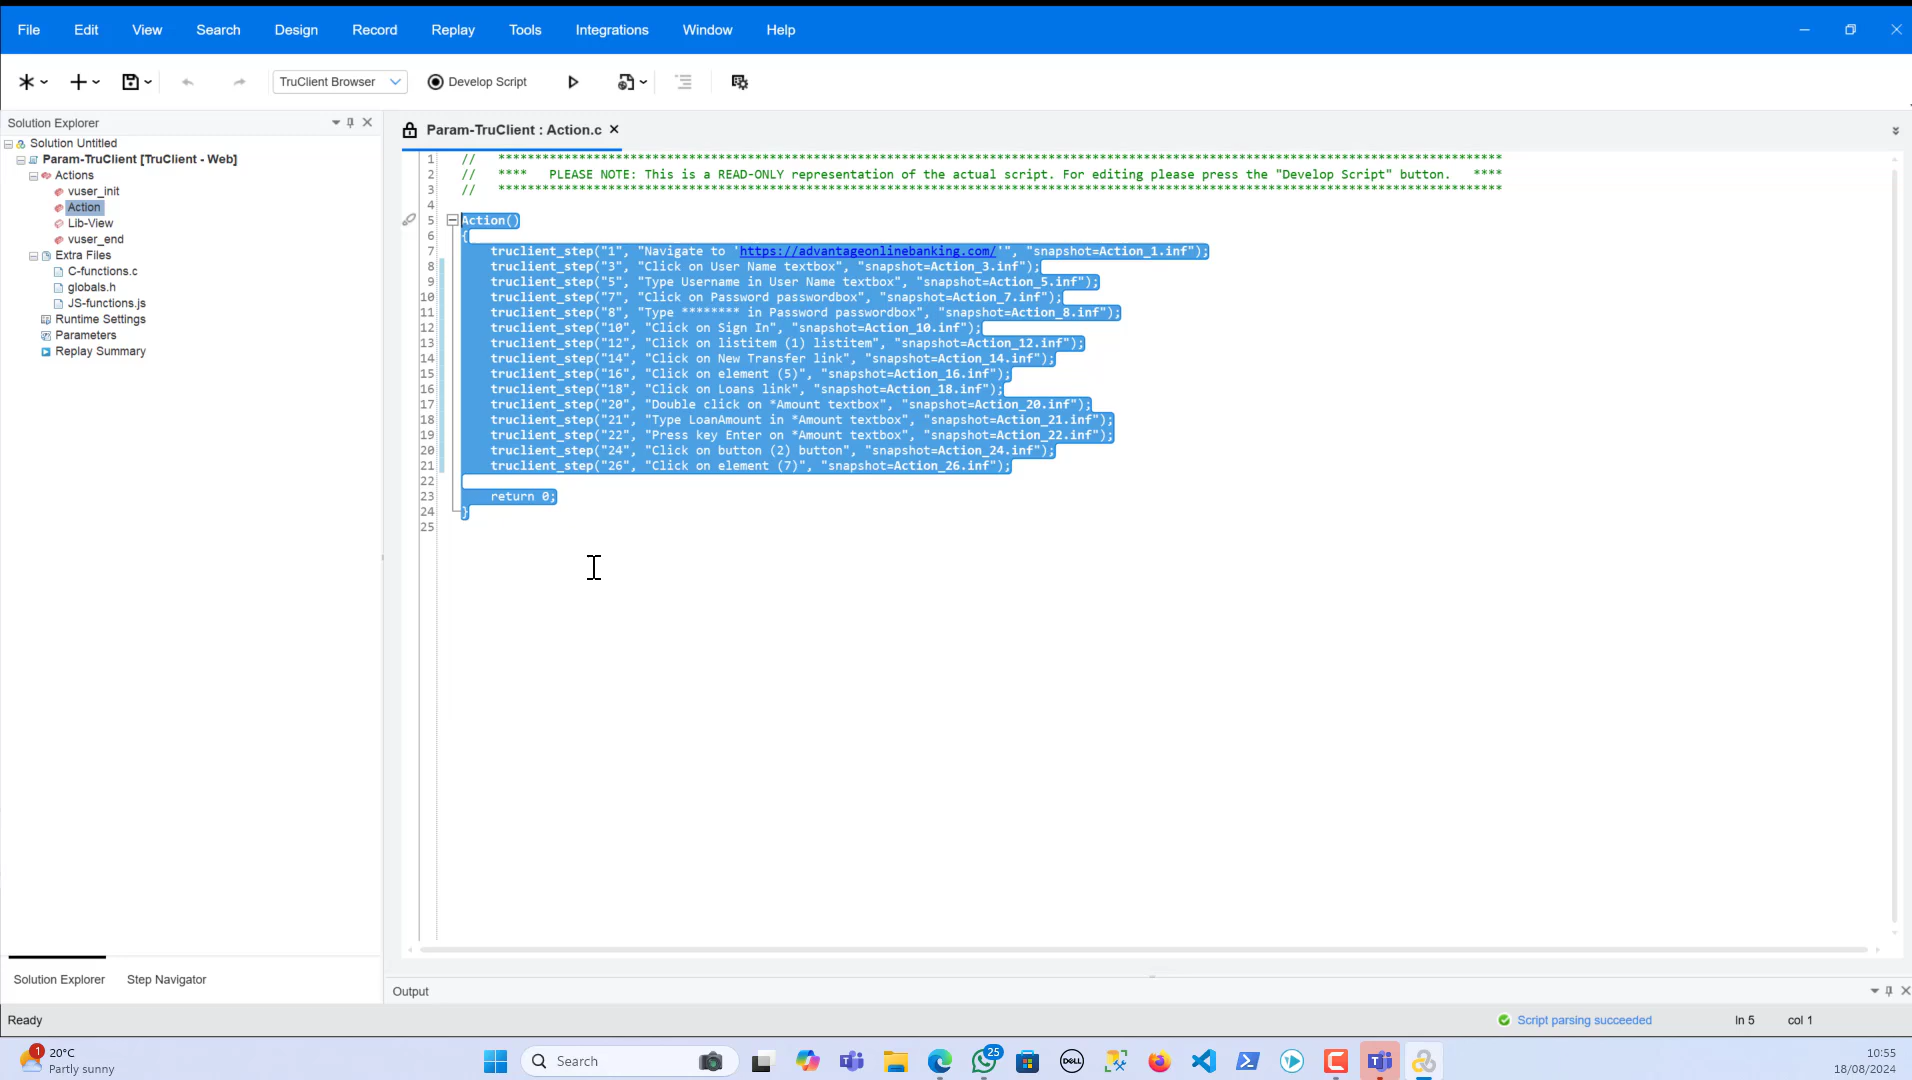 File Edit View Search Design Record Replay Tools Integrations Window Help
TruClient Browser Develop Script
Solution Explorer
Param-TruClient : Action.c
Solution Untitled
Param-TruClient [TruClient - Web]
Actions
vuser_init
Action
Lib-View
vuser_end
Extra Files
C-functions.c
globals.h
JS-functions.js
Runtime Settings
Parameters
Replay Summary
1 // *****************************************************************************************************************************************
2 // **** PLEASE NOTE: This is a READ-ONLY representation of the actual script. For editing please press the "Develop Script" button. ****
3 // *****************************************************************************************************************************************
4
5 Action()
6 {
7 truclient_step("1", "Navigate to 'https://advantageonlinebanking.com/'", "snapshot=Action_1.inf");
8 truclient_step("3", "Click on User Name textbox", "snapshot=Action_3.inf");
9 truclient_step("5", "Type Username in User Name textbox", "snapshot=Action_5.inf");
10 truclient_step("7", "Click on Password passwordbox", "snapshot=Action_7.inf");
11 truclient_step("8", "Type ******** in Password passwordbox", "snapshot=Action_8.inf");
12 truclient_step("10", "Click on Sign In", "snapshot=Action_10.inf");
13 truclient_step("12", "Click on listitem (1) listitem", "snapshot=Action_12.inf");
14 truclient_step("14", "Click on New Transfer link", "snapshot=Action_14.inf");
15 truclient_step("16", "Click on element (5)", "snapshot=Action_16.inf");
16 truclient_step("18", "Click on Loans link", "snapshot=Action_18.inf");
17 truclient_step("20", "Double click on *Amount textbox", "snapshot=Action_20.inf");
18 truclient_step("21", "Type LoanAmount in *Amount textbox", "snapshot=Action_21.inf");
19 truclient_step("22", "Press key Enter on *Amount textbox", "snapshot=Action_22.inf");
20 truclient_step("24", "Click on button (2) button", "snapshot=Action_24.inf");
21 truclient_step("26", "Click on element (7)", "snapshot=Action_26.inf");
22
23 return 0;
24 }
25
Solution Explorer Step Navigator
Output
Ready Script parsing succeeded ln 5 col 1
1 20°C
Partly sunny
Search
25
DELL
10:55
18/08/2024